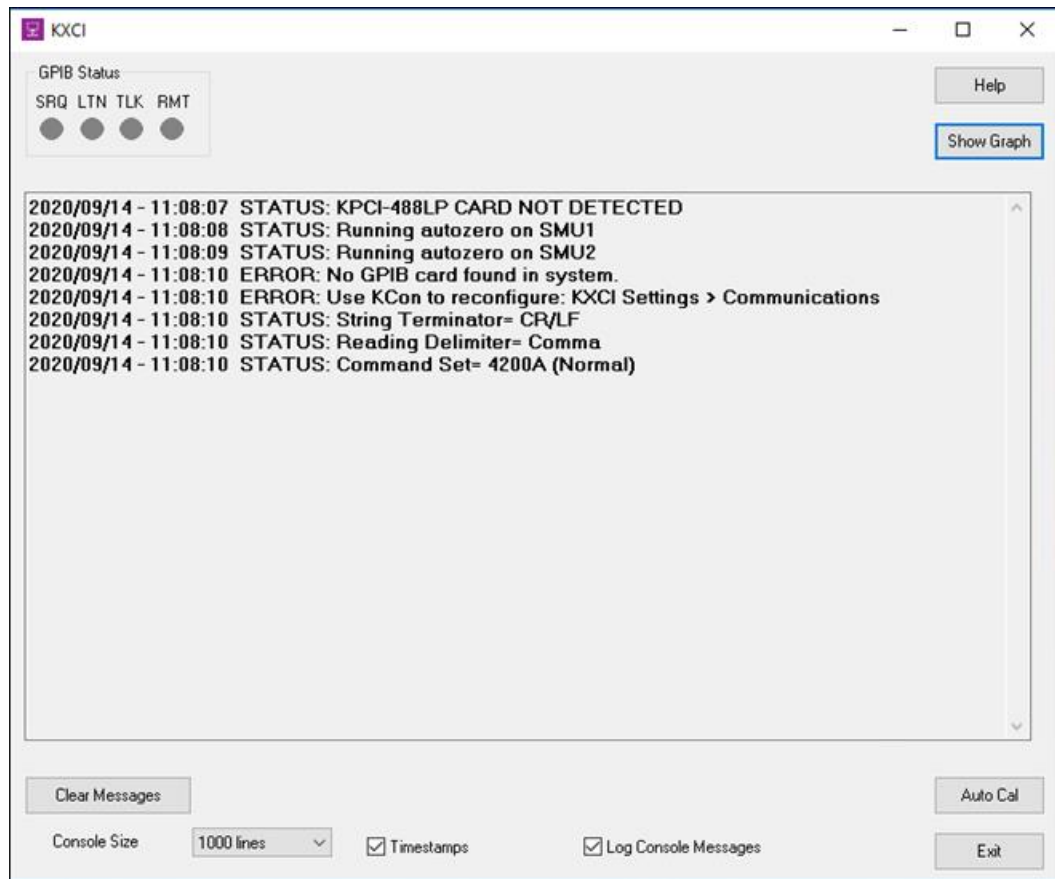 KXCI
GPIB Status
SRQ LTN TLK RMT
Help
Show Graph
2020/09/14 - 11:08:07 STATUS: KPCI-488LP CARD NOT DETECTED
2020/09/14 - 11:08:08 STATUS: Running autozero on SMU1
2020/09/14 - 11:08:09 STATUS: Running autozero on SMU2
2020/09/14 - 11:08:10 ERROR: No GPIB card found in system.
2020/09/14 - 11:08:10 ERROR: Use KCon to reconfigure: KXCI Settings > Communications
2020/09/14 - 11:08:10 STATUS: String Terminator= CR/LF
2020/09/14 - 11:08:10 STATUS: Reading Delimiter= Comma
2020/09/14 - 11:08:10 STATUS: Command Set= 4200A (Normal)
Clear Messages
Auto Cal
Console Size 1000 lines Timestamps Log Console Messages
Exit